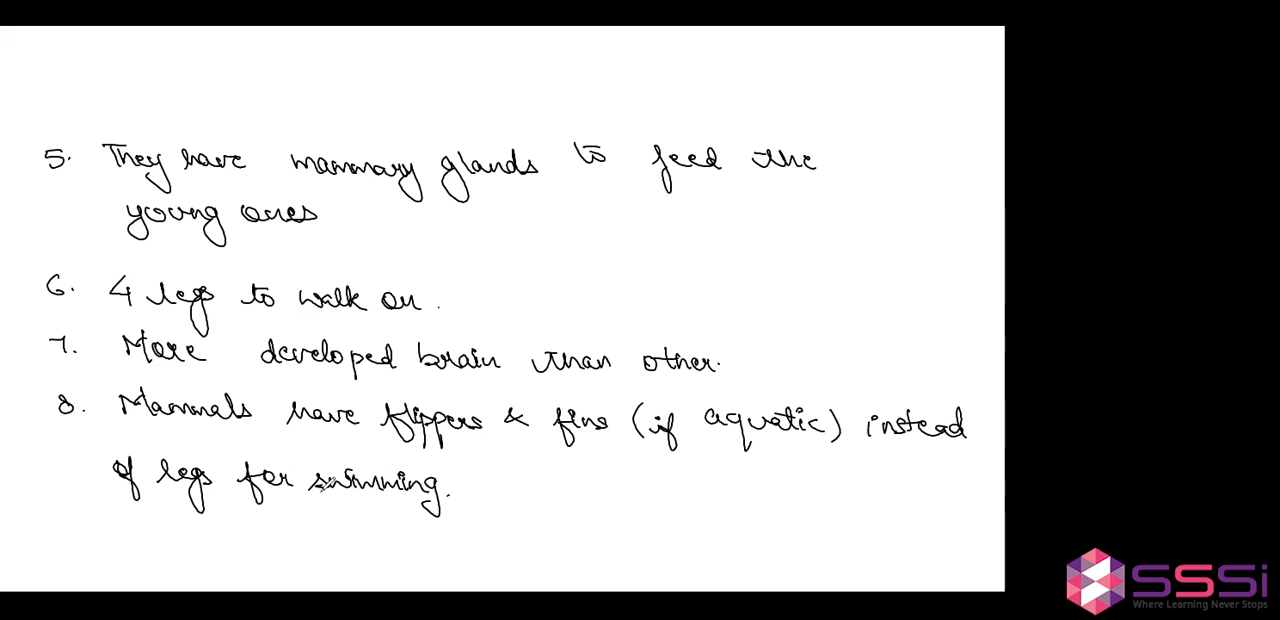 5. They have mammary glands to feed the
young ones
6. 4 legs to walk on.
7. More developed brain than other.
8. Mammals have flippers & fins (if aquatic) instead
of legs for swimming.
SSSi
Where Learning Never Stops